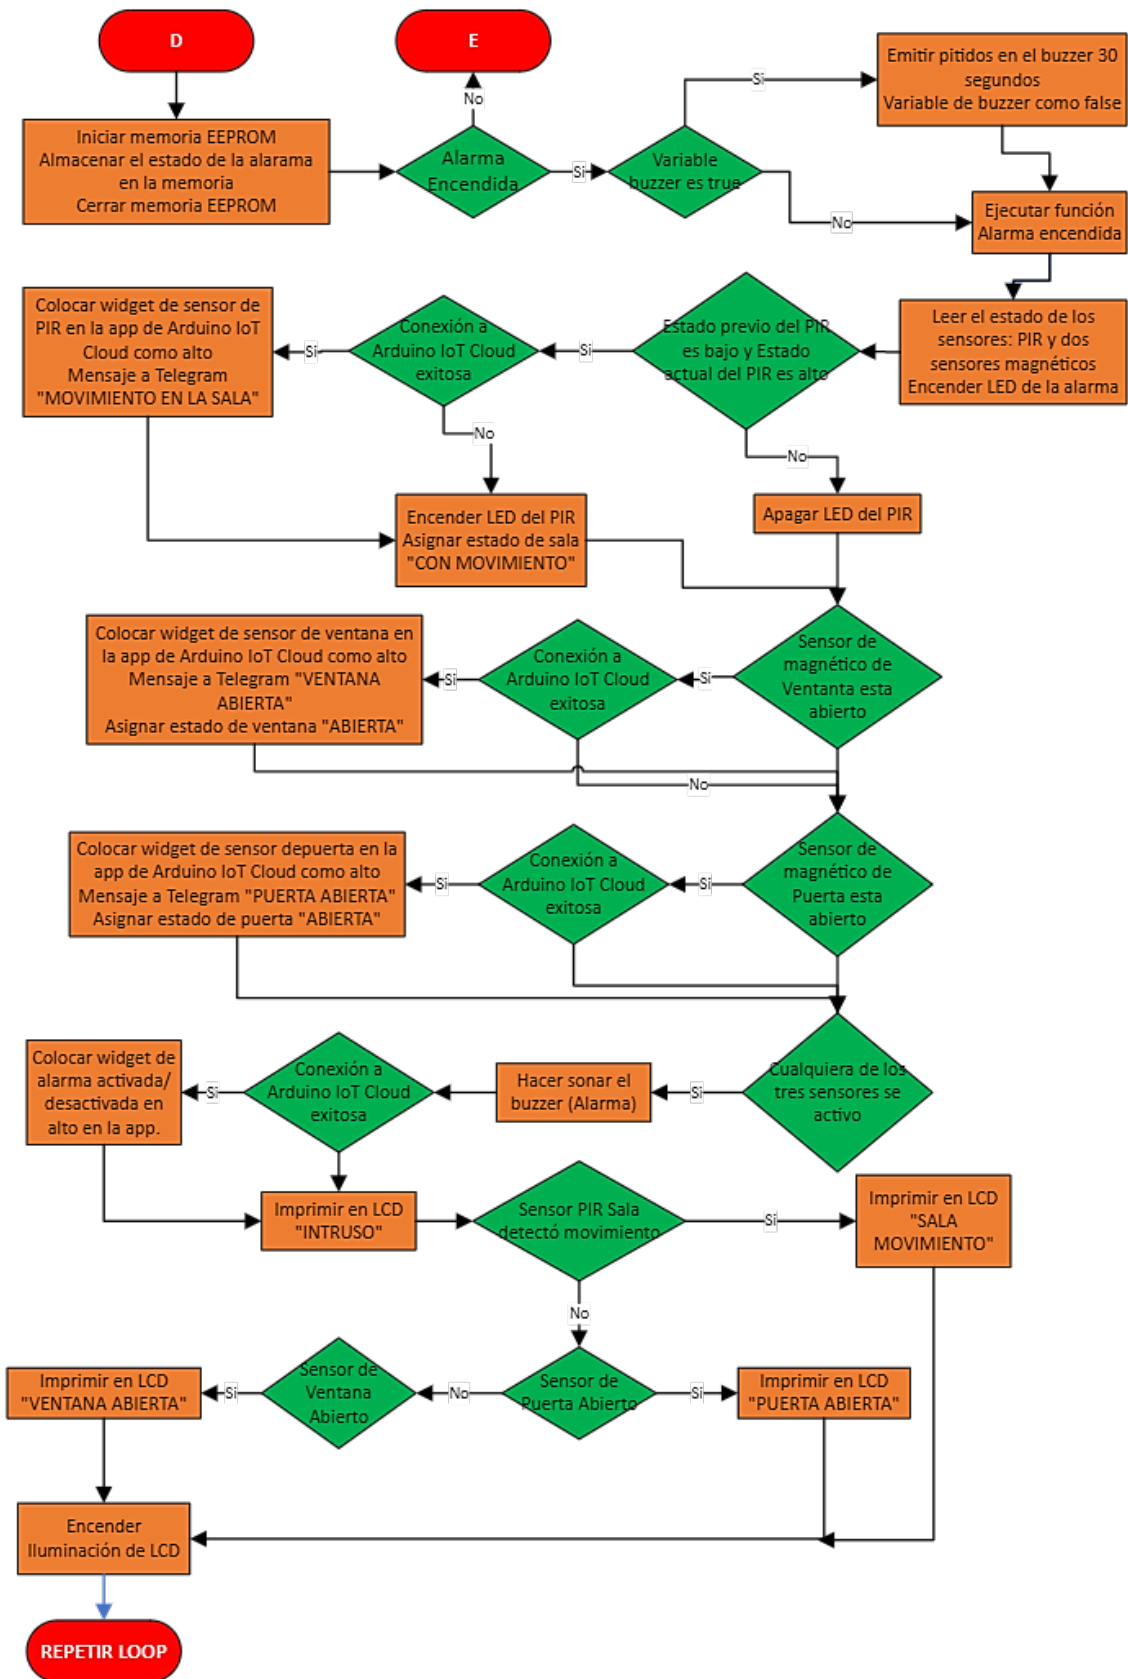 D
E
Emitir pitidos en el buzzer 30
segundos
Variable de buzzer como false
Si
No
Iniciar memoria EEPROM
Almacenar el estado de la alarama
en la memoria
Cerrar memoria EEPROM
Alarma
Encendida
Si
Variable
buzzer es true
No
Ejecutar función
Alarma encendida
Colocar widget de sensor de
PIR en la app de Arduino IoT
Cloud como alto
Mensaje a Telegram
"MOVIMIENTO EN LA SALA"
Si
Conexión a
Arduino IoT Cloud
exitosa
Si
Estado previo del PIR
es bajo y Estado
actual del PIR es alto
Leer el estado de los
sensores: PIR y dos
sensores magnéticos
Encender LED de la alarma
No
No
Encender LED del PIR
Asignar estado de sala
"CON MOVIMIENTO"
Apagar LED del PIR
Colocar widget de sensor de ventana en
la app de Arduino IoT Cloud como alto
Mensaje a Telegram "VENTANA
ABIERTA"
Asignar estado de ventana "ABIERTA"
Si
Conexión a
Arduino IoT Cloud
exitosa
Si
Sensor de
magnético de
Ventanta esta
abierto
No
Colocar widget de sensor depuerta en la
app de Arduino IoT Cloud como alto
Mensaje a Telegram "PUERTA ABIERTA"
Asignar estado de puerta "ABIERTA"
Si
Conexión a
Arduino IoT Cloud
exitosa
Si
Sensor de
magnético de
Puerta esta
abierto
Colocar widget de
alarma activada/
desactivada en
alto en la app.
Si
Conexión a
Arduino IoT Cloud
exitosa
Hacer sonar el
buzzer (Alarma)
Si
Cualquiera de los
tres sensores se
activo
Imprimir en LCD
"INTRUSO"
Sensor PIR Sala
detectó movimiento
Si
Imprimir en LCD
"SALA
MOVIMIENTO"
No
Imprimir en LCD
"VENTANA ABIERTA"
Si
Sensor de
Ventana
Abierto
No
Sensor de
Puerta Abierto
Si
Imprimir en LCD
"PUERTA ABIERTA"
Encender
Iluminación de LCD
REPETIR LOOP